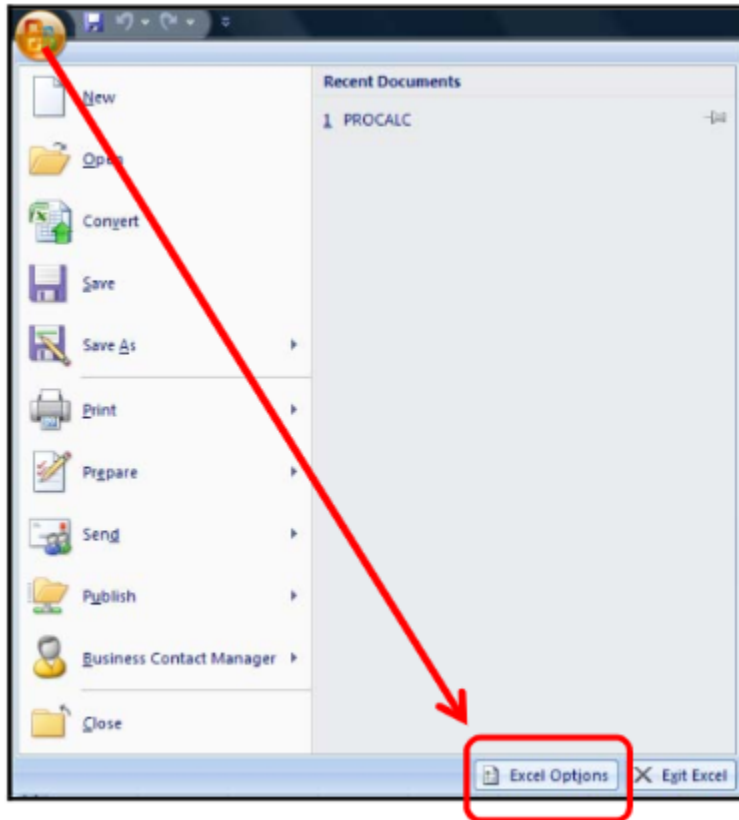 New
Open
Convert
Save
Save As
Print
Prepare
Send
Publish
Business Contact Manager
Close
Recent Documents
1 PROCALC
Excel Options
Exit Excel